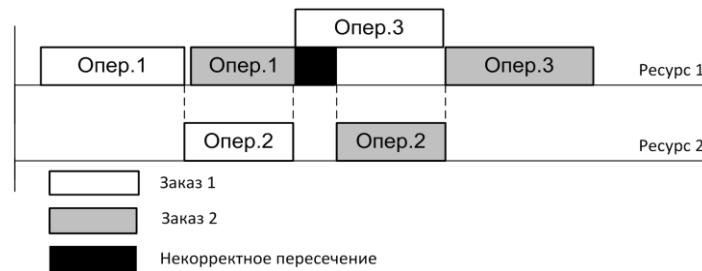 Опер.3
Опер.1 Опер.1 Опер.3 Ресурс 1
Опер.2 Опер.2 Ресурс 2
Заказ 1
Заказ 2
Некорректное пересечение